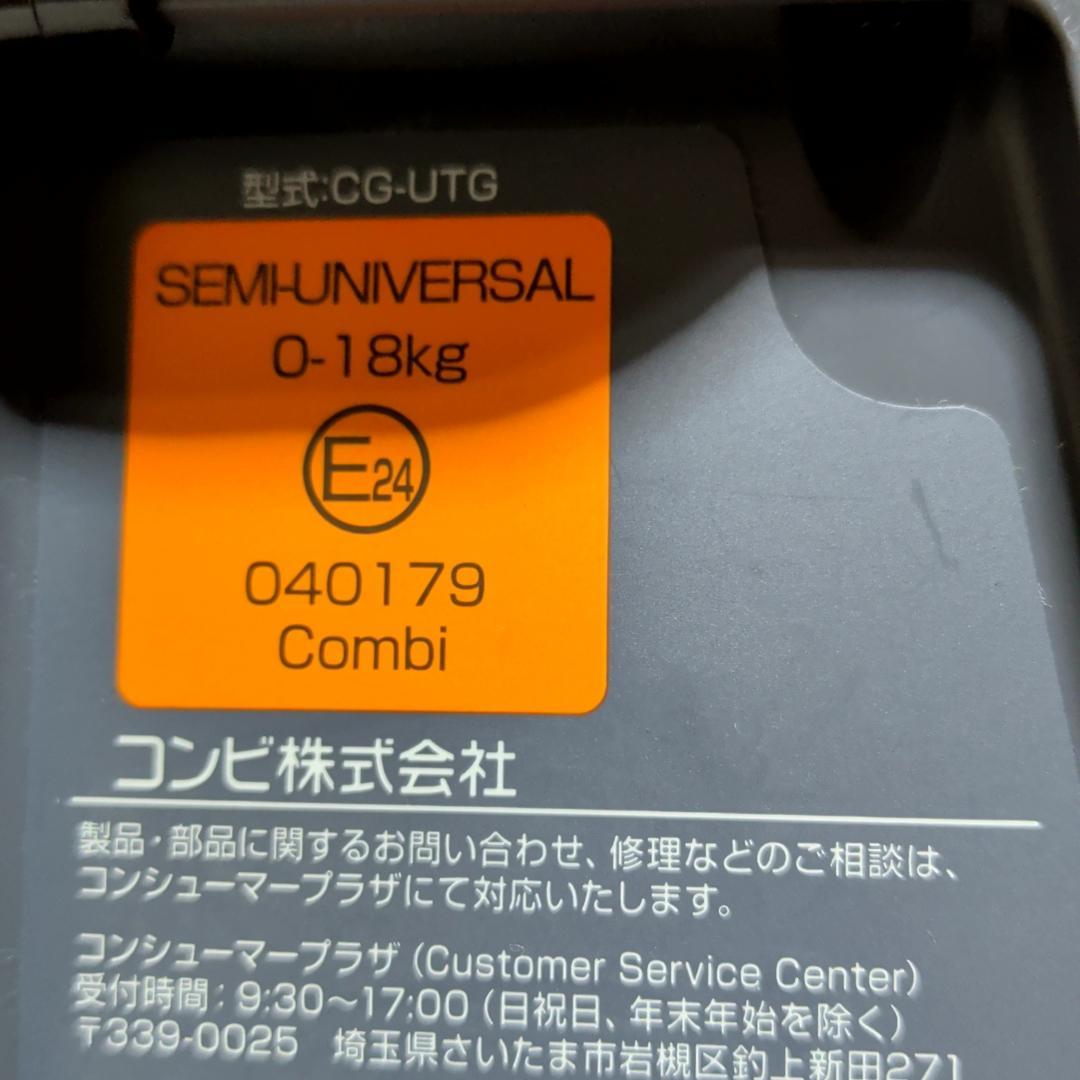 型式:CG-UTG
SEMI-UNIVERSAL
0-18kg
E24
040179
Combi
コンビ株式会社
製品・部品に関するお問い合わせ、修理などのご相談は、
コンシューマープラザにて対応いたします。
コンシューマープラザ (Customer Service Center)
受付時間：9:30～17:00 (日祝日、年末年始を除く)
〒339-0025 埼玉県さいたま市岩槻区釣上新田271